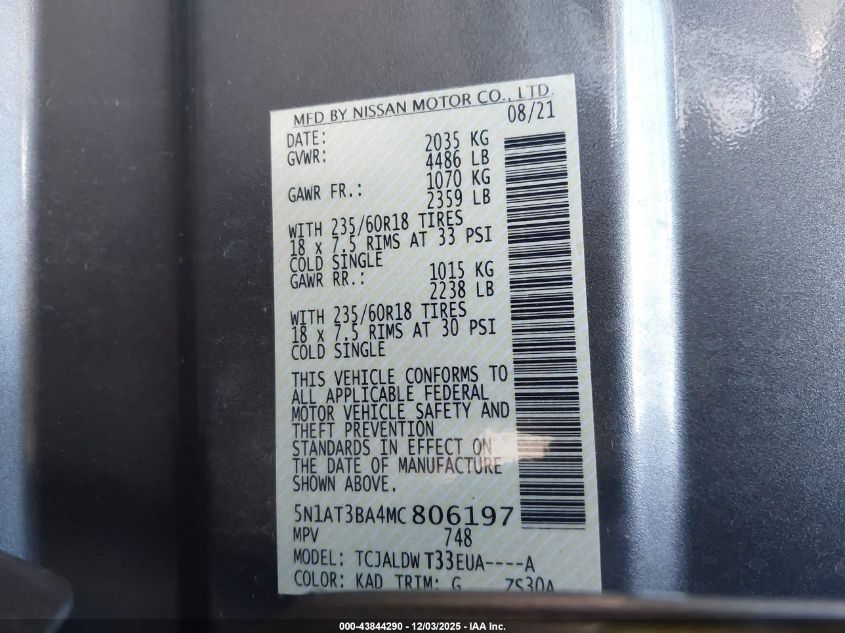 MFD BY NISSAN MOTOR CO., LTD.
DATE: 08/21
GVWR: 2035 KG
4486 LB
GAWR FR.: 1070 KG
2359 LB
WITH 235/60R18 TIRES
18 x 7.5 RIMS AT 33 PSI
COLD SINGLE
GAWR RR.: 1015 KG
2238 LB
WITH 235/60R18 TIRES
18 x 7.5 RIMS AT 30 PSI
COLD SINGLE
THIS VEHICLE CONFORMS TO
ALL APPLICABLE FEDERAL
MOTOR VEHICLE SAFETY AND
THEFT PREVENTION
STANDARDS IN EFFECT ON
THE DATE OF MANUFACTURE
SHOWN ABOVE.
5N1AT3BA4MC 806197
MPV 748
MODEL: TCJALDW T33EUA----A
COLOR: KAD TRIM: G ZS30A
000-43844290 - 12/03/2025 - IAA Inc.